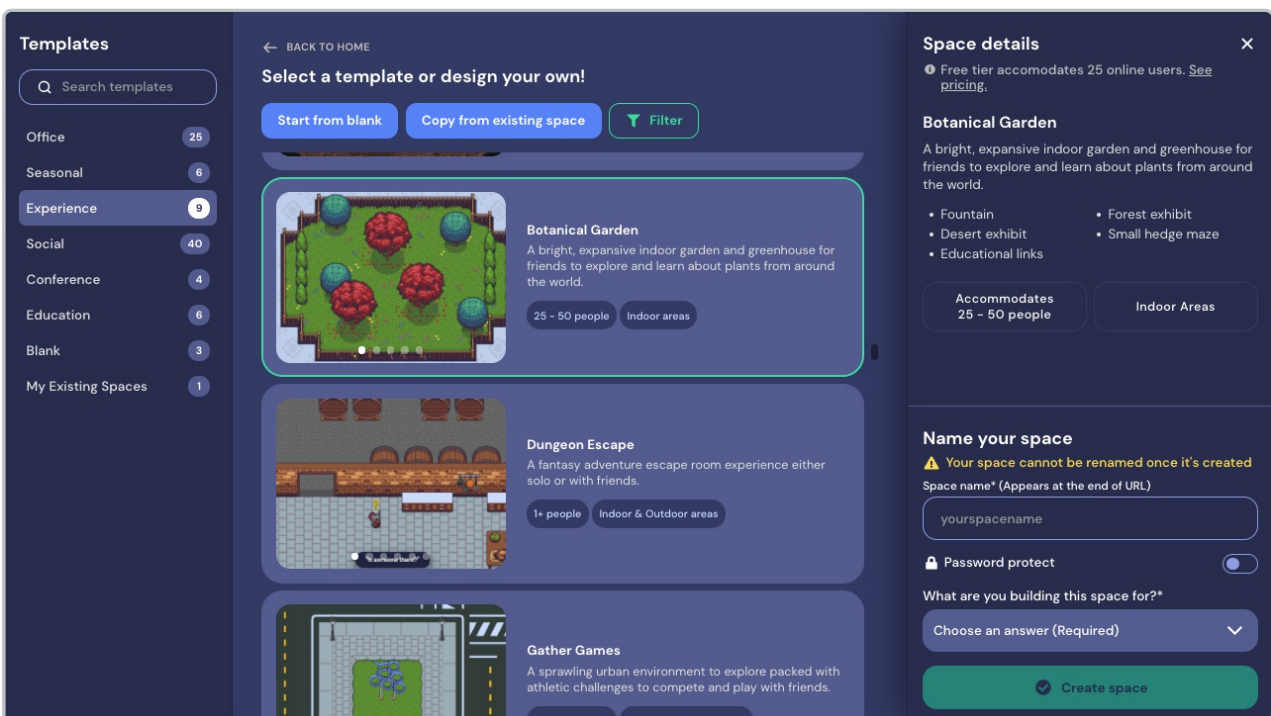 Templates
Search templates
Office 25
Seasonal 6
Experience 9
Social 40
Conference 4
Education 6
Blank 3
My Existing Spaces 1
BACK TO HOME
Select a template or design your own!
Start from blank
Copy from existing space
Filter
Botanical Garden
A bright, expansive indoor garden and greenhouse for
friends to explore and learn about plants from around
the world.
25 - 50 people
Indoor areas
Dungeon Escape
A fantasy adventure escape room experience either
solo or with friends.
1+ people
Indoor & Outdoor areas
Gather Games
A sprawling urban environment to explore packed with
athletic challenges to compete and play with friends.
Space details
Free tier accomodates 25 online users. See
pricing.
Botanical Garden
A bright, expansive indoor garden and greenhouse for
friends to explore and learn about plants from around
the world.
• Fountain
• Desert exhibit
• Educational links
• Forest exhibit
• Small hedge maze
Accommodates
25 - 50 people
Indoor Areas
Name your space
Your space cannot be renamed once it's created
Space name* (Appears at the end of URL)
yourspacename
Password protect
What are you building this space for?*
Choose an answer (Required)
Create space